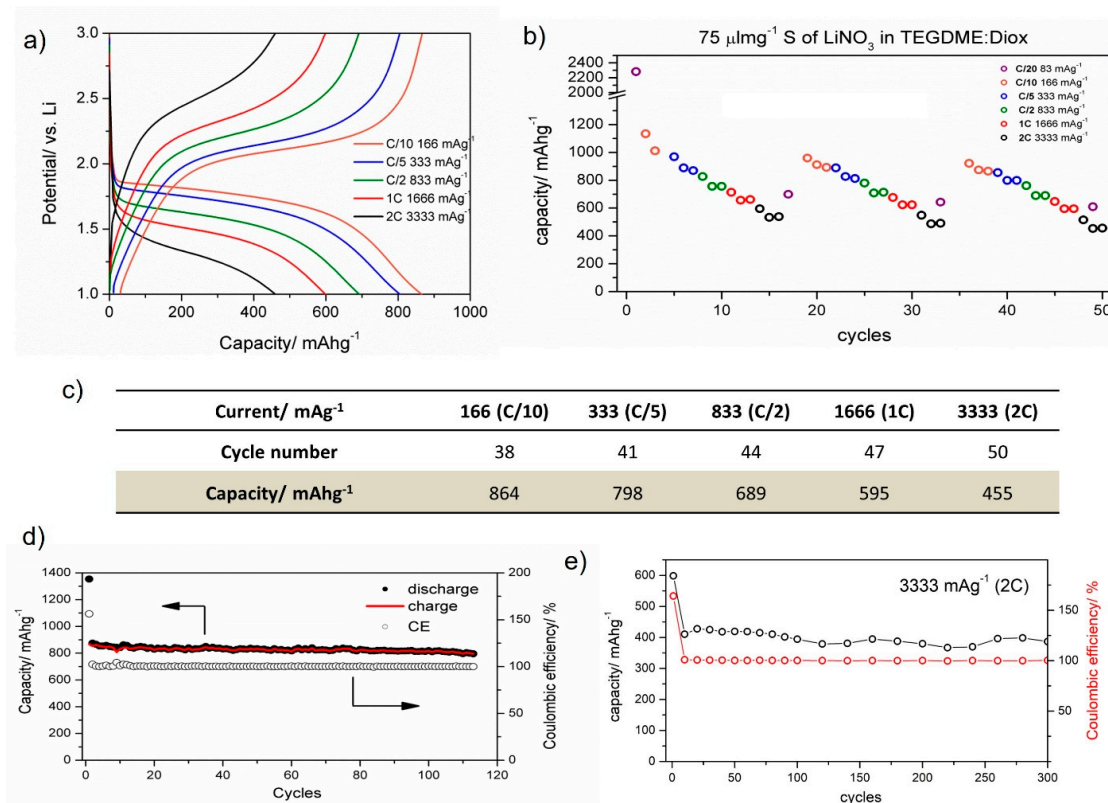 a)
3.0
2.5
2.0
1.5
1.0
Potential/ vs. Li
C/10 166 mAg⁻¹
C/5 333 mAg⁻¹
C/2 833 mAg⁻¹
1C 1666 mAg⁻¹
2C 3333 mAg⁻¹
0 200 400 600 800 1000
Capacity/ mAhg⁻¹
b)
75 µlmg⁻¹ S of LiNO₃ in TEGDME:Diox
2400
2200
2000
1200
1000
800
600
400
200
0
capacity/ mAhg⁻¹
C/20 83 mAg⁻¹
C/10 166 mAg⁻¹
C/5 333 mAg⁻¹
C/2 833 mAg⁻¹
1C 1666 mAg⁻¹
2C 3333 mAg⁻¹
0 10 20 30 40 50
cycles
c)
Current/ mAg⁻¹ 166 (C/10) 333 (C/5) 833 (C/2) 1666 (1C) 3333 (2C)
Cycle number 38 41 44 47 50
Capacity/ mAhg⁻¹ 864 798 689 595 455
d)
1400
1200
1000
800
600
400
200
0
Capacity/ mAhg⁻¹
discharge
charge
CE
200
150
100
50
0
Coulombic efficiency/ %
0 20 40 60 80 100 120
Cycles
e)
3333 mAg⁻¹ (2C)
600
500
400
300
200
100
0
capacity/ mAhg⁻¹
150
100
50
Coulombic efficiency/ %
0 50 100 150 200 250 300
cycles